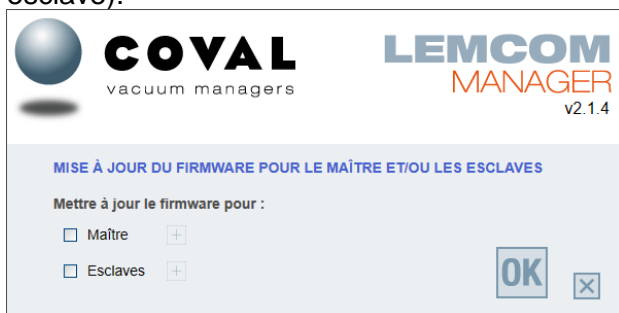 esclave).
COVAL
vacuum managers
LEMCOM
MANAGER
v2.1.4
MISE À JOUR DU FIRMWARE POUR LE MAÎTRE ET/OU LES ESCLAVES
Mettre à jour le firmware pour :
Maître +
Esclaves +
OK